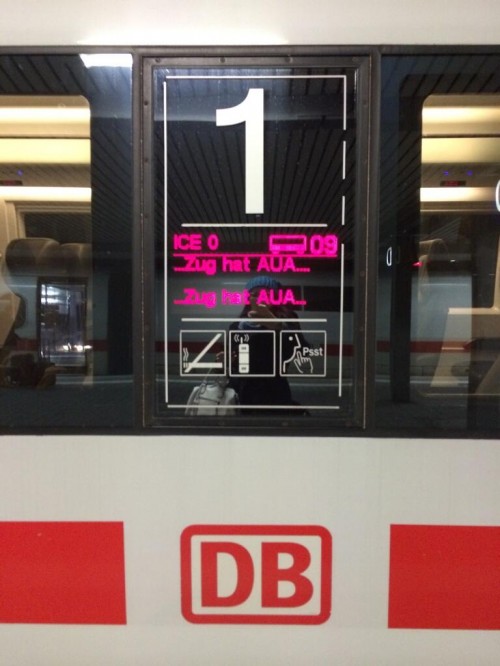 1
ICE 0 09
..Zug hat AUA....
..Zug hat AUA...
Psst
DB